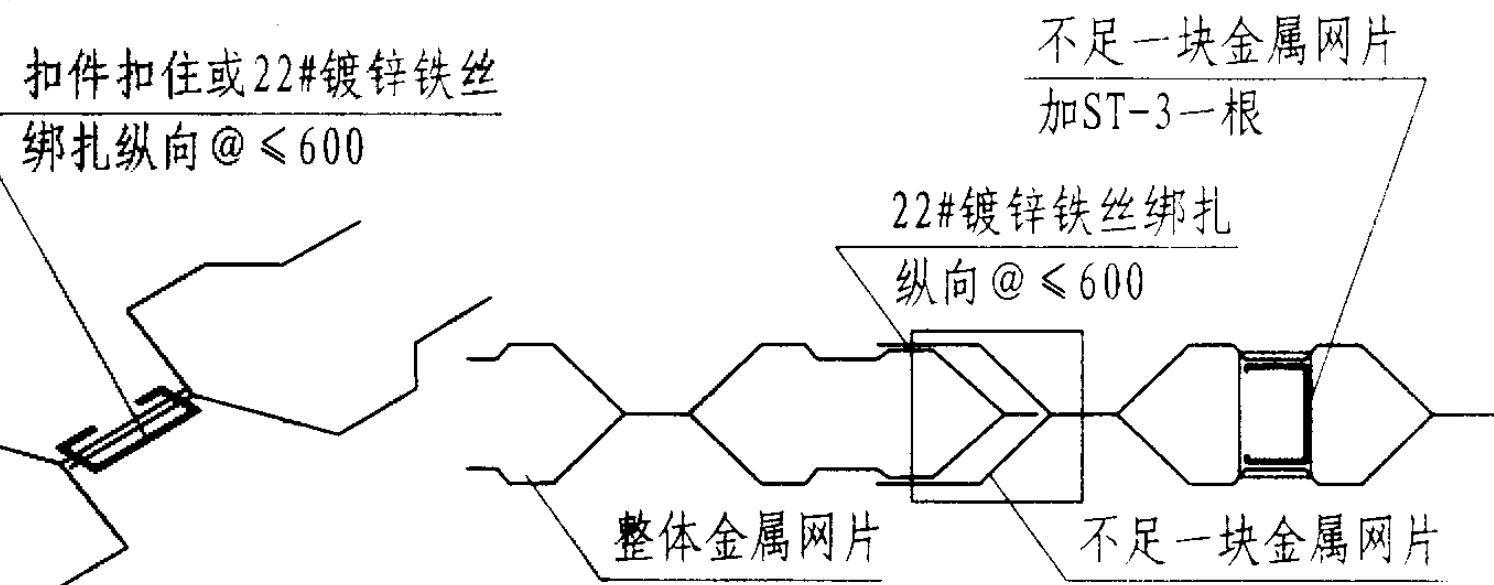 扣件扣住或22#镀锌铁丝
绑扎纵向@≤600
不足一块金属网片
加ST-3一根
22#镀锌铁丝绑扎
纵向@≤600
整体金属网片
不足一块金属网片